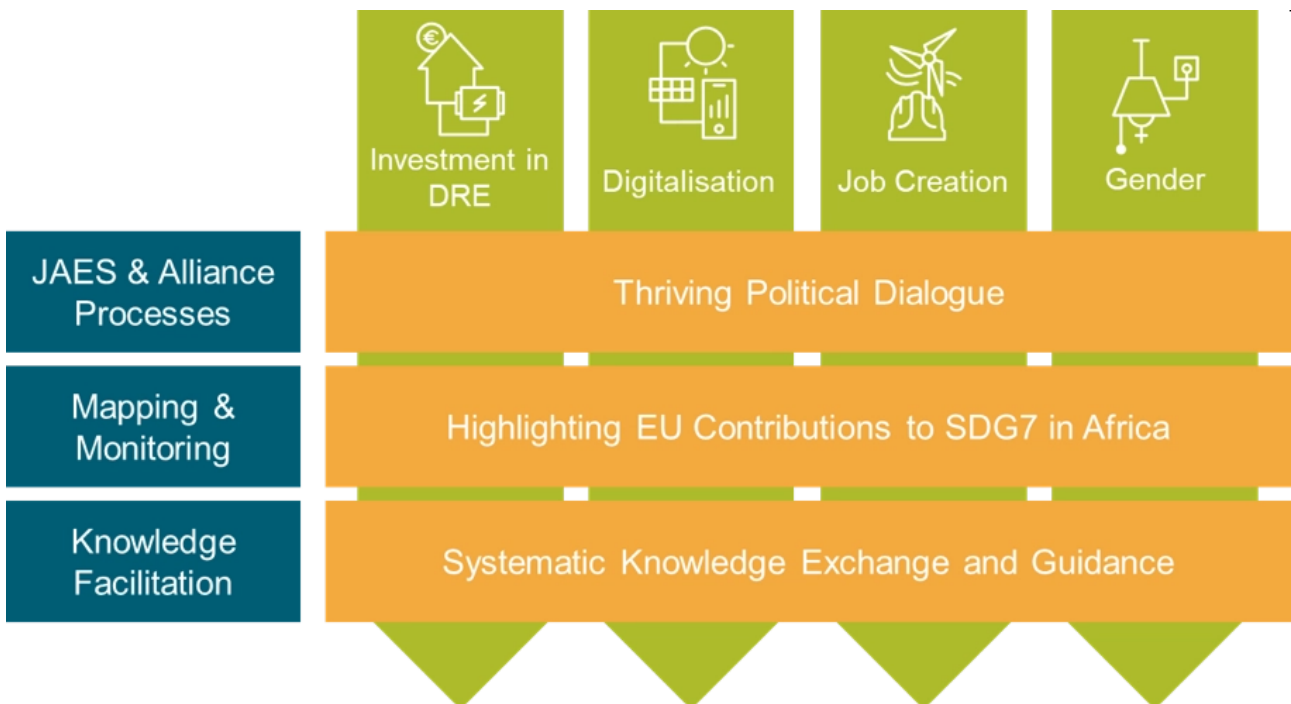 Investment in
DRE
Digitalisation
Job Creation
Gender
JAES & Alliance
Processes
Thriving Political Dialogue
Mapping &
Monitoring
Highlighting EU Contributions to SDG7 in Africa
Knowledge
Facilitation
Systematic Knowledge Exchange and Guidance